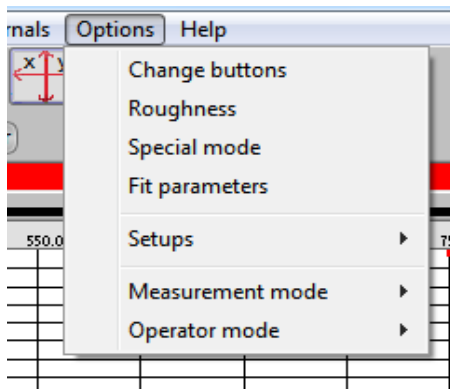 rnals Options Help
x y
Change buttons
Roughness
Special mode
Fit parameters
550.0
Setups
Measurement mode
Operator mode